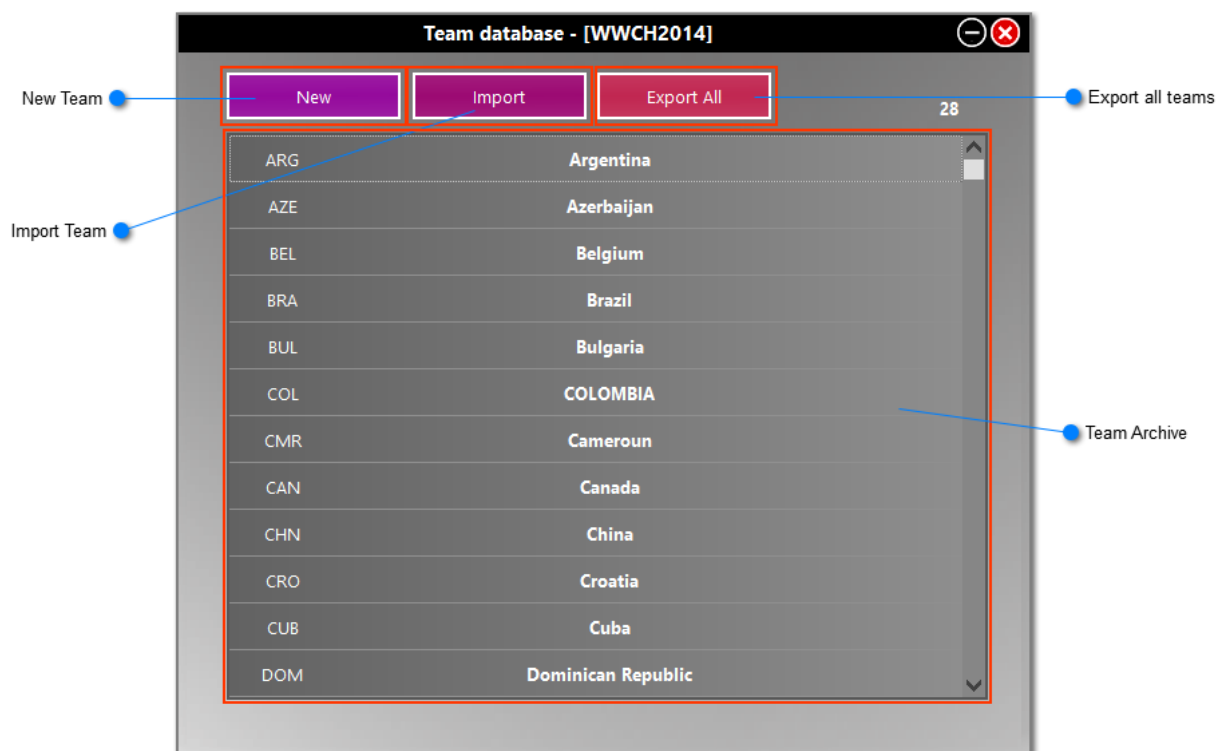 Team database - [WWCH2014]
New Team
New
Import
Export All
Export all teams
28
ARG Argentina
AZE Azerbaijan
Import Team
BEL Belgium
BRA Brazil
BUL Bulgaria
COL COLOMBIA
CMR Cameroun
Team Archive
CAN Canada
CHN China
CRO Croatia
CUB Cuba
DOM Dominican Republic